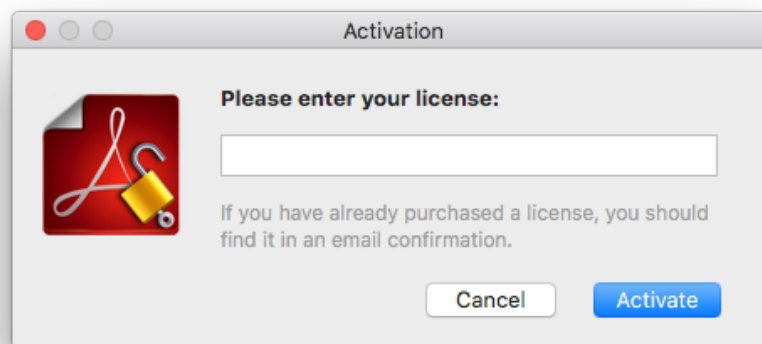 Activation
Please enter your license:
If you have already purchased a license, you should
find it in an email confirmation.
Cancel
Activate